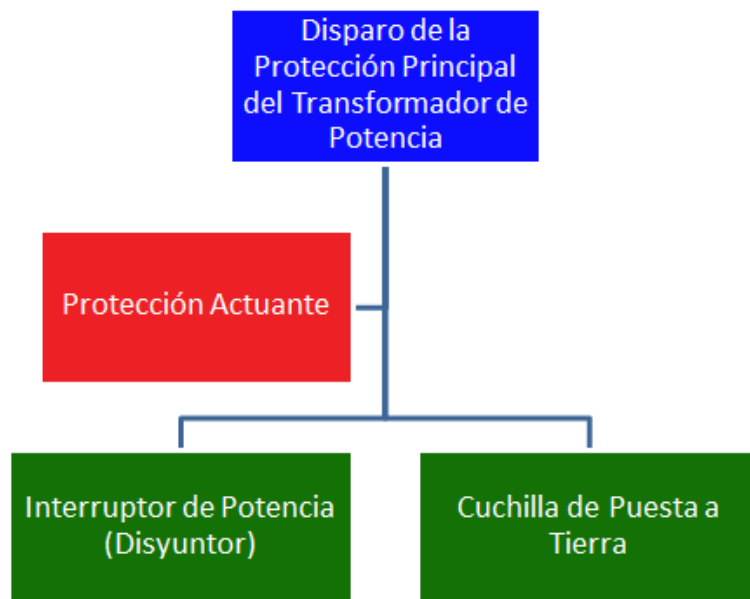 Disparo de la
Protección Principal
del Transformador de
Potencia
Protección Actuante
Interruptor de Potencia
(Disyuntor)
Cuchilla de Puesta a
Tierra